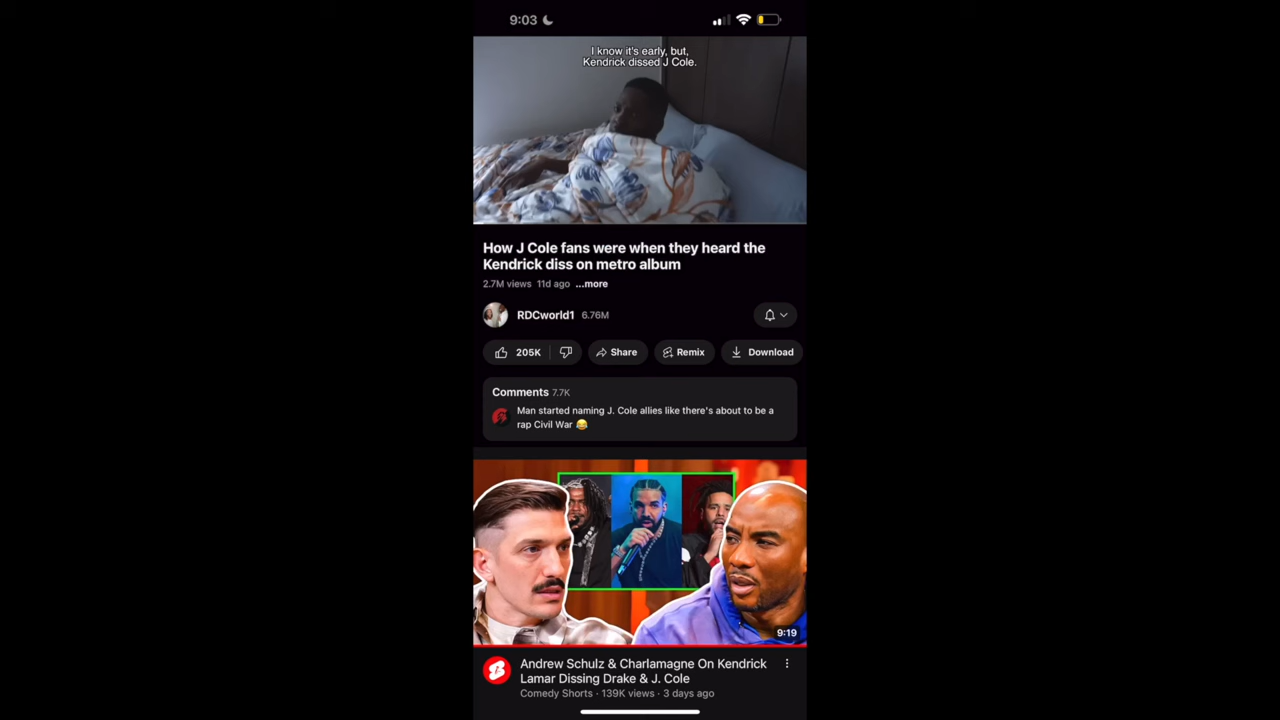 9:03
I know it's early, but,
Kendrick dissed J Cole.
How J Cole fans were when they heard the
Kendrick diss on metro album
2.7M views 11d ago ...more
RDCworld1 6.76M
205K
Share
Remix
Download
Comments 7.7K
Man started naming J. Cole allies like there's about to be a
rap Civil War 😂
9:19
Andrew Schulz & Charlamagne On Kendrick
Lamar Dissing Drake & J. Cole
Comedy Shorts · 139K views · 3 days ago